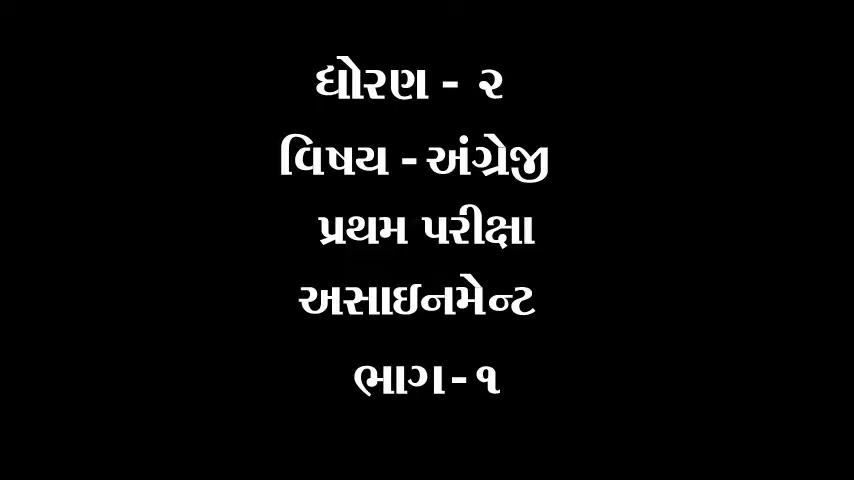 ધોરણ - ૨
વિષય - અંગ્રેજી
પ્રથમ પરીક્ષા
અસાઇનમેન્ટ
ભાગ - ૧